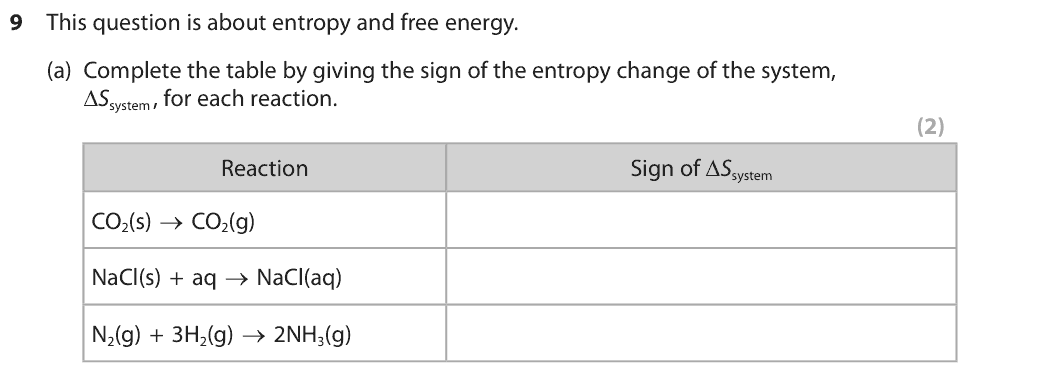 9 This question is about entropy and free energy.
(a) Complete the table by giving the sign of the entropy change of the system,
ΔS_system, for each reaction.
(2)
Reaction Sign of ΔS_system
CO₂(s) → CO₂(g)
NaCl(s) + aq → NaCl(aq)
N₂(g) + 3H₂(g) → 2NH₃(g)